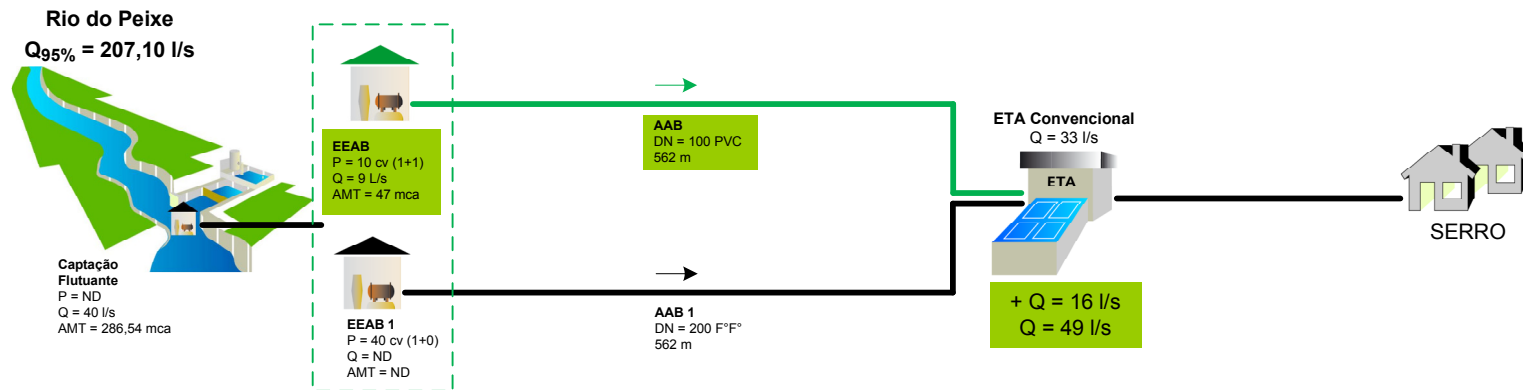 Rio do Peixe
Q95% = 207,10 l/s
Captação
Flutuante
P = ND
Q = 40 l/s
AMT = 286,54 mca
EEAB
P = 10 cv (1+1)
Q = 9 L/s
AMT = 47 mca
EEAB 1
P = 40 cv (1+0)
Q = ND
AMT = ND
AAB
DN = 100 PVC
562 m
AAB 1
DN = 200 F°F°
562 m
ETA Convencional
Q = 33 l/s
ETA
+ Q = 16 l/s
Q = 49 l/s
SERRO